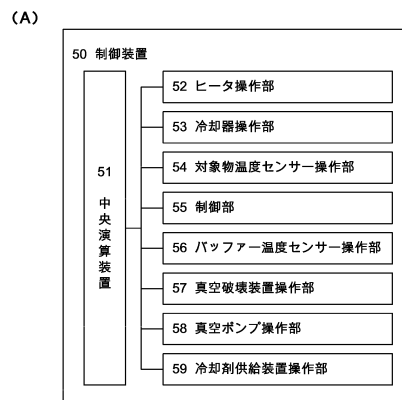 (A)
50 制御装置
51 中央演算装置
52 ヒータ操作部
53 冷却器操作部
54 対象物温度センサー操作部
55 制御部
56 バッファー温度センサー操作部
57 真空破壊装置操作部
58 真空ポンプ操作部
59 冷却剤供給装置操作部